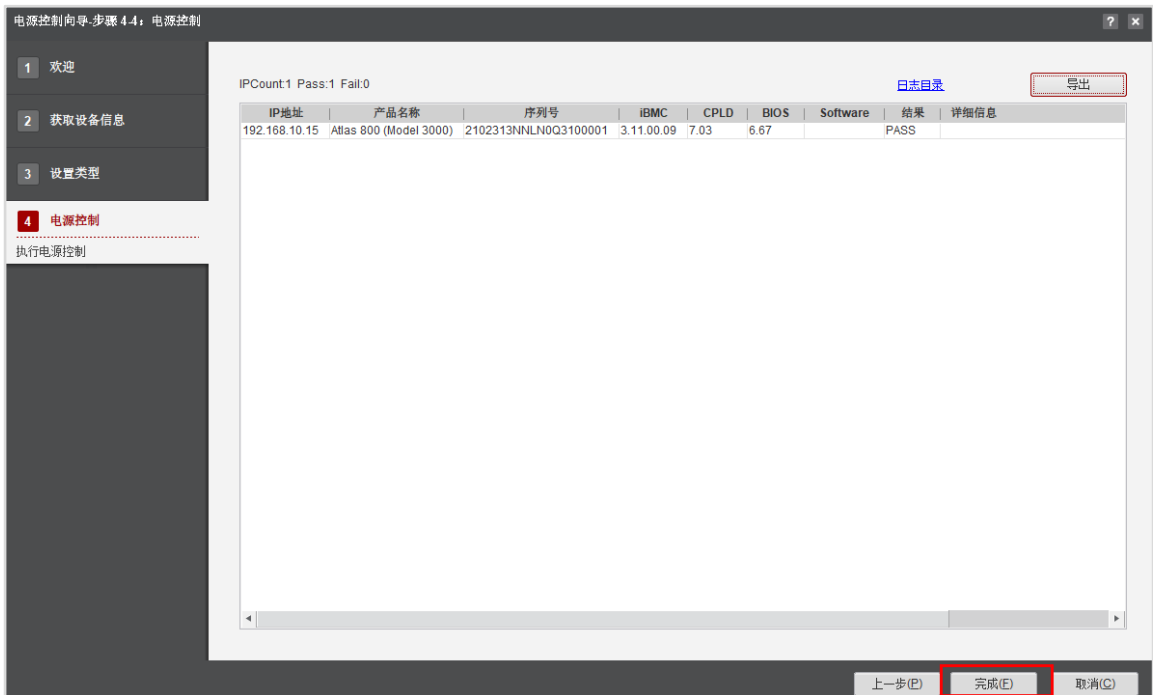 电源控制向导-步骤 4-4：电源控制
? ×
1 欢迎
2 获取设备信息
3 设置类型
4 电源控制
执行电源控制
IPCount:1 Pass:1 Fail:0
日志目录
导出
IP地址 产品名称 序列号 iBMC CPLD BIOS Software 结果 详细信息
192.168.10.15 Atlas 800 (Model 3000) 2102313NNLN0Q3100001 3.11.00.09 7.03 6.67 PASS
上一步(P) 完成(F) 取消(C)